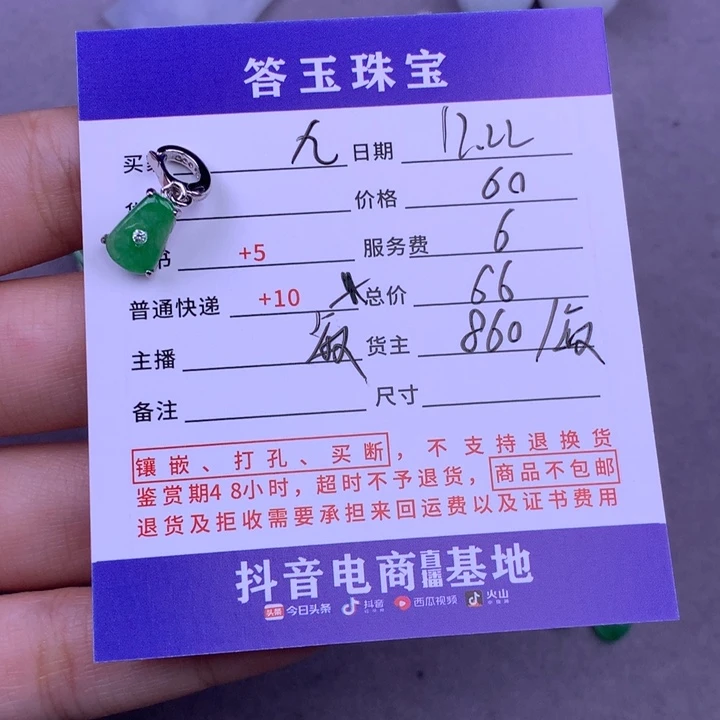 答玉珠宝
买 九 日期 12.22
价格 60
书 +5 服务费 6
普通快递 +10 总价 66
主播 货主 860/
备注 尺寸
镶嵌、打孔、买断，不支持退换货
鉴赏期48小时，超时不予退货，商品不包邮
退货及拒收需要承担来回运费以及证书费用
抖音电商直播基地
头条 今日头条 抖音 西瓜视频 火山